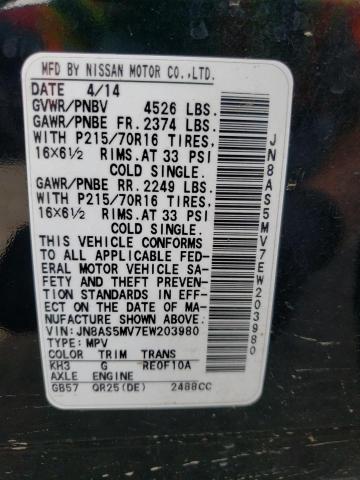 MFD BY NISSAN MOTOR CO.,LTD.
DATE 4/14
GVWR/PNBV 4526 LBS.
GAWR/PNBE FR. 2374 LBS.
WITH P215/70R16 TIRES,
16X6½ RIMS.AT 33 PSI
COLD SINGLE.
GAWR/PNBE RR. 2249 LBS.
WITH P215/70R16 TIRES,
16X6½ RIMS.AT 33 PSI
COLD SINGLE.
THIS VEHICLE CONFORMS
TO ALL APPLICABLE FED-
ERAL MOTOR VEHICLE SA-
FETY AND THEFT PREVENTION
STANDARDS IN EFFECT
ON THE DATE OF MA-
NUFACTURE SHOWN ABOVE.
VIN:JN8AS5MV7EW203980
TYPE: MPV
COLOR TRIM TRANS
KH3 G RE0F10A
AXLE ENGINE
GB57 QR25(DE) 2488CC
JN8AS5MV7EW203980